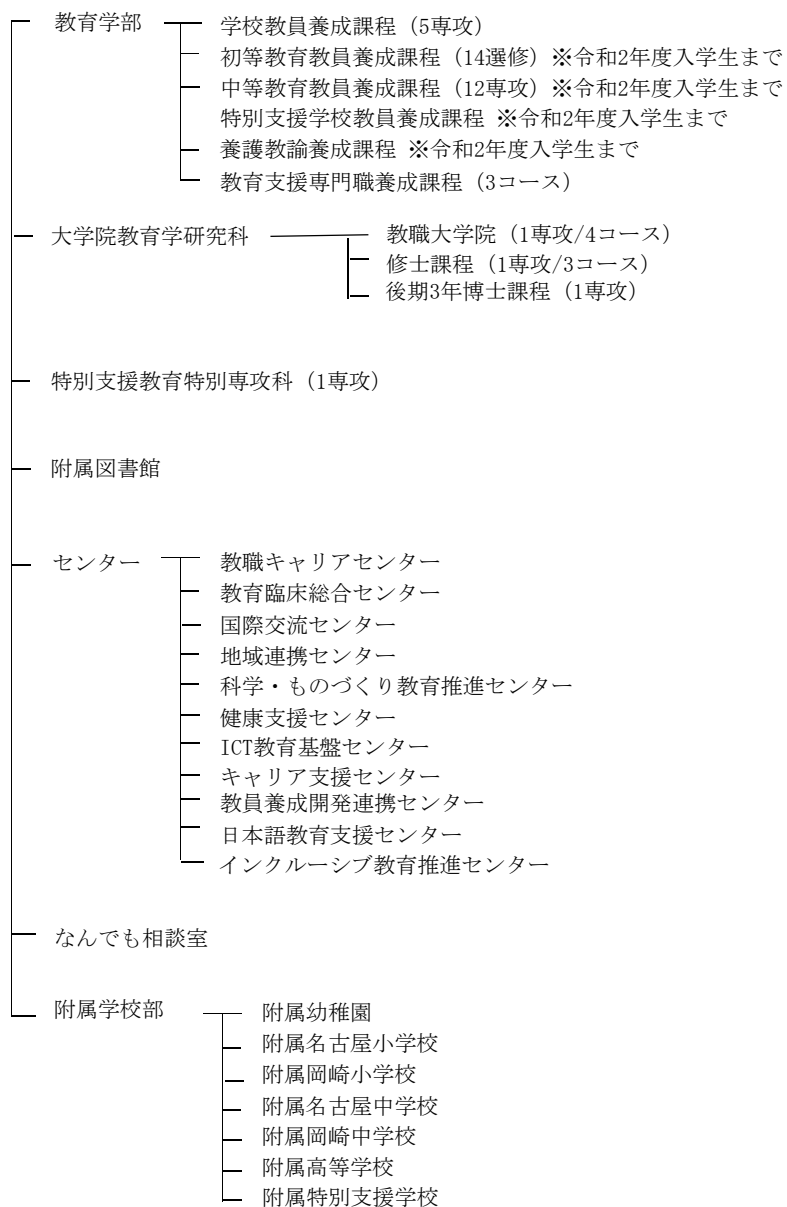 教育学部
学校教員養成課程（5専攻）
初等教育教員養成課程（14選修）※令和2年度入学生まで
中等教育教員養成課程（12専攻）※令和2年度入学生まで
特別支援学校教員養成課程 ※令和2年度入学生まで
養護教諭養成課程 ※令和2年度入学生まで
教育支援専門職養成課程（3コース）
大学院教育学研究科
教職大学院（1専攻/4コース）
修士課程（1専攻/3コース）
後期3年博士課程（1専攻）
特別支援教育特別専攻科（1専攻）
附属図書館
センター
教職キャリアセンター
教育臨床総合センター
国際交流センター
地域連携センター
科学・ものづくり教育推進センター
健康支援センター
ICT教育基盤センター
キャリア支援センター
教員養成開発連携センター
日本語教育支援センター
インクルーシブ教育推進センター
なんでも相談室
附属学校部
附属幼稚園
附属名古屋小学校
附属岡崎小学校
附属名古屋中学校
附属岡崎中学校
附属高等学校
附属特別支援学校